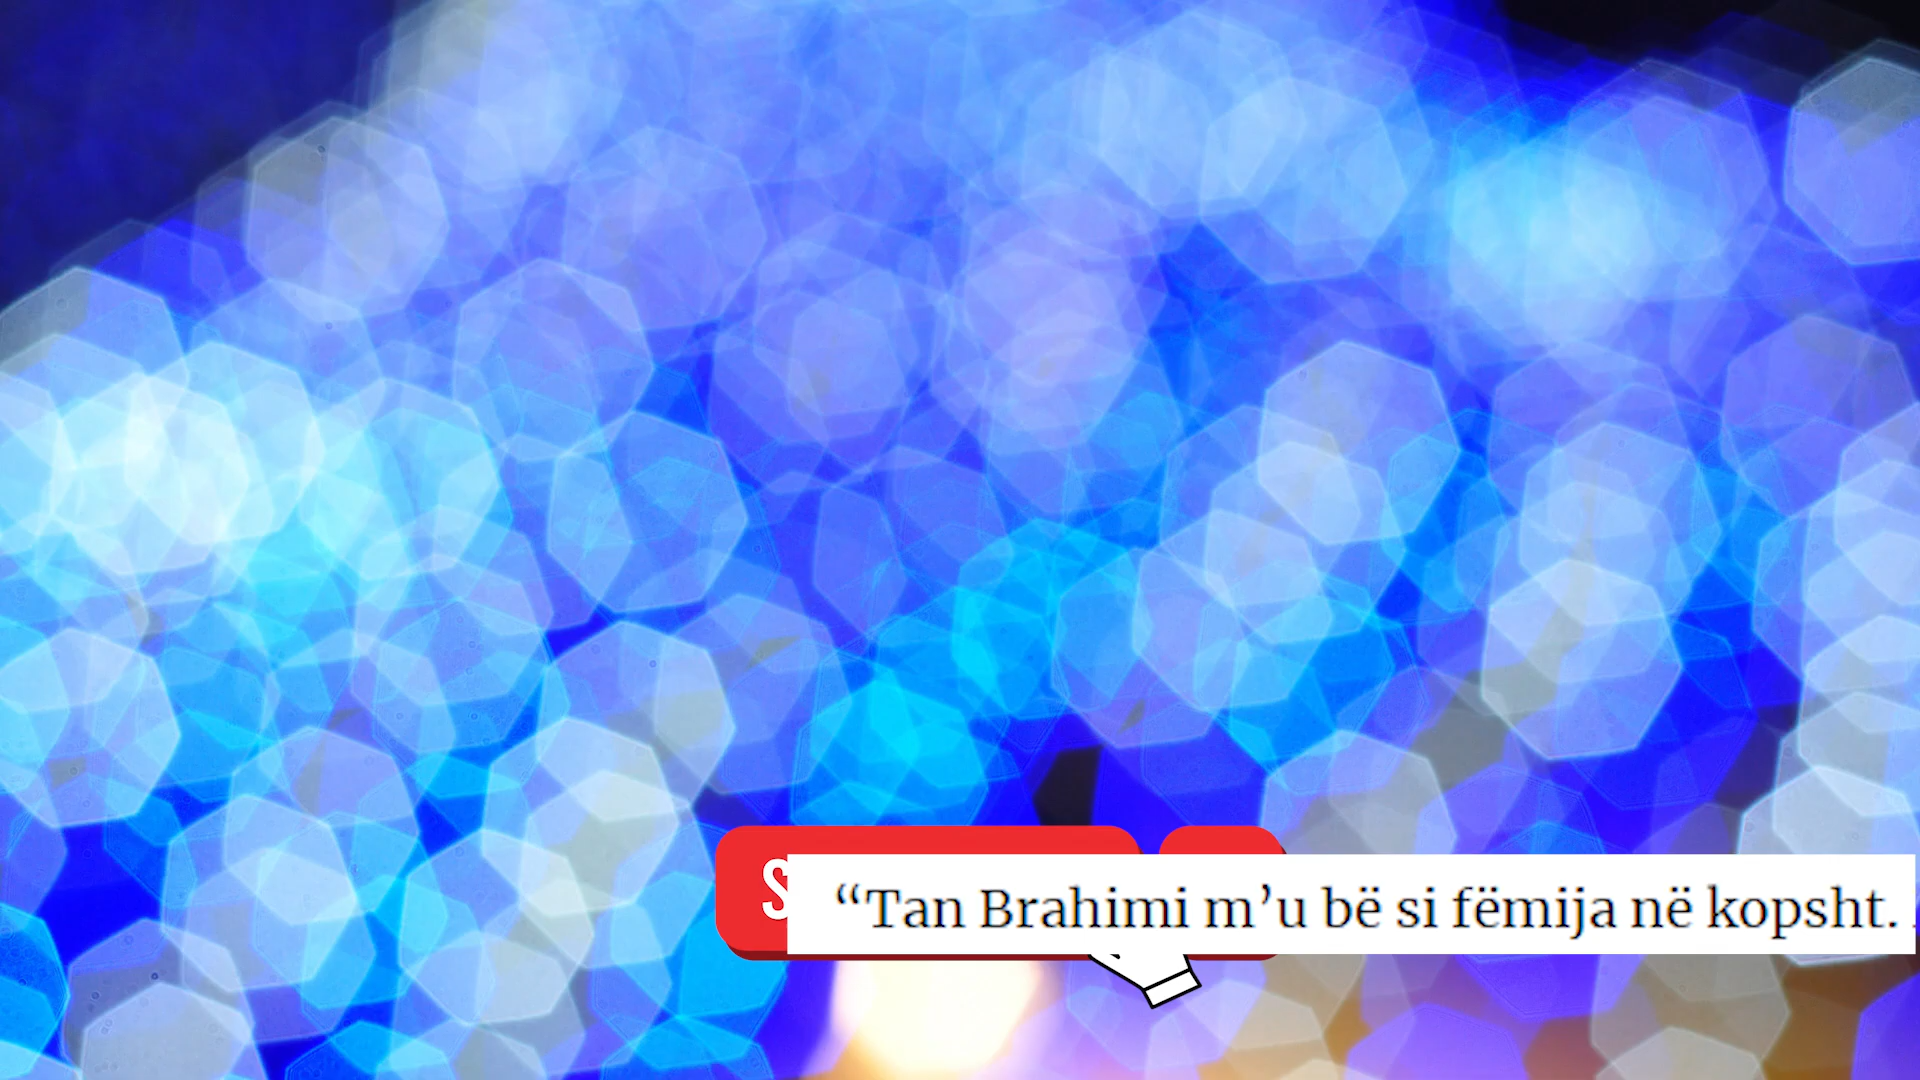 “Tan Brahimi m’u bë si fëmija në kopsht.